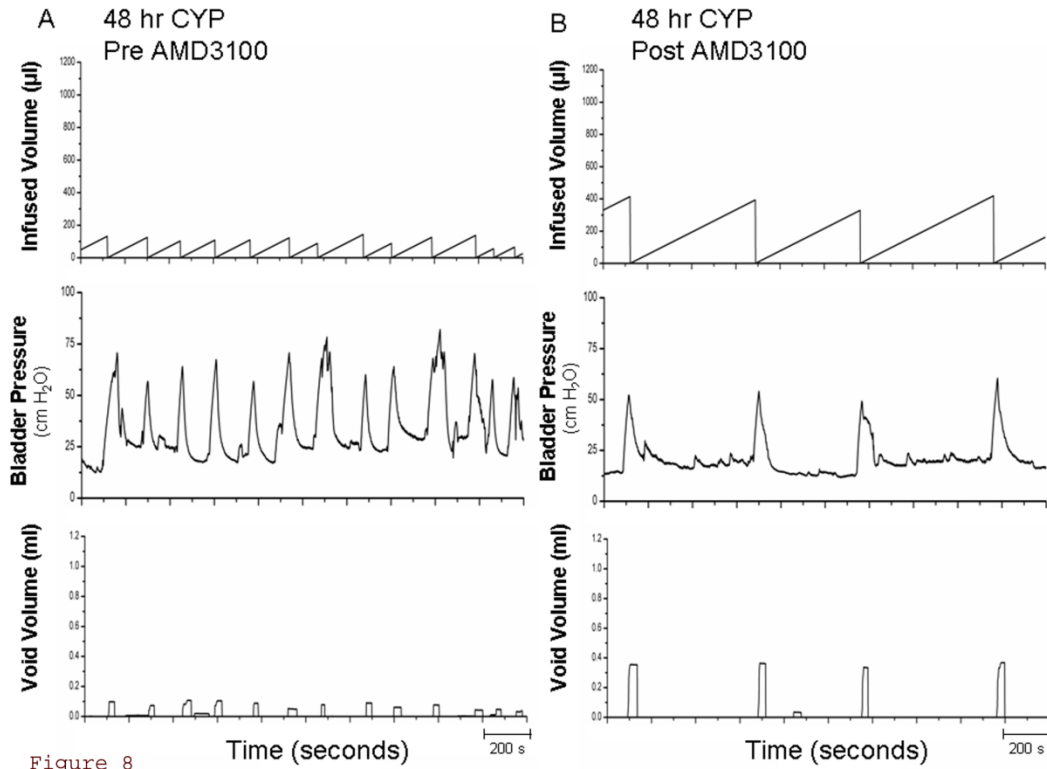 A
48 hr CYP
Pre AMD3100
Infused Volume (µl)
1200
1000
800
600
400
200
0
Bladder Pressure
(cm H₂O)
100
75
50
25
0
Void Volume (ml)
1.2
1.0
0.8
0.6
0.4
0.2
0.0
Time (seconds)
200 s
B
48 hr CYP
Post AMD3100
Infused Volume (µl)
1200
1000
800
600
400
200
0
Bladder Pressure
(cm H₂O)
100
75
50
25
0
Void Volume (ml)
1.2
1.0
0.8
0.6
0.4
0.2
0.0
Time (seconds)
200 s
Figure 8